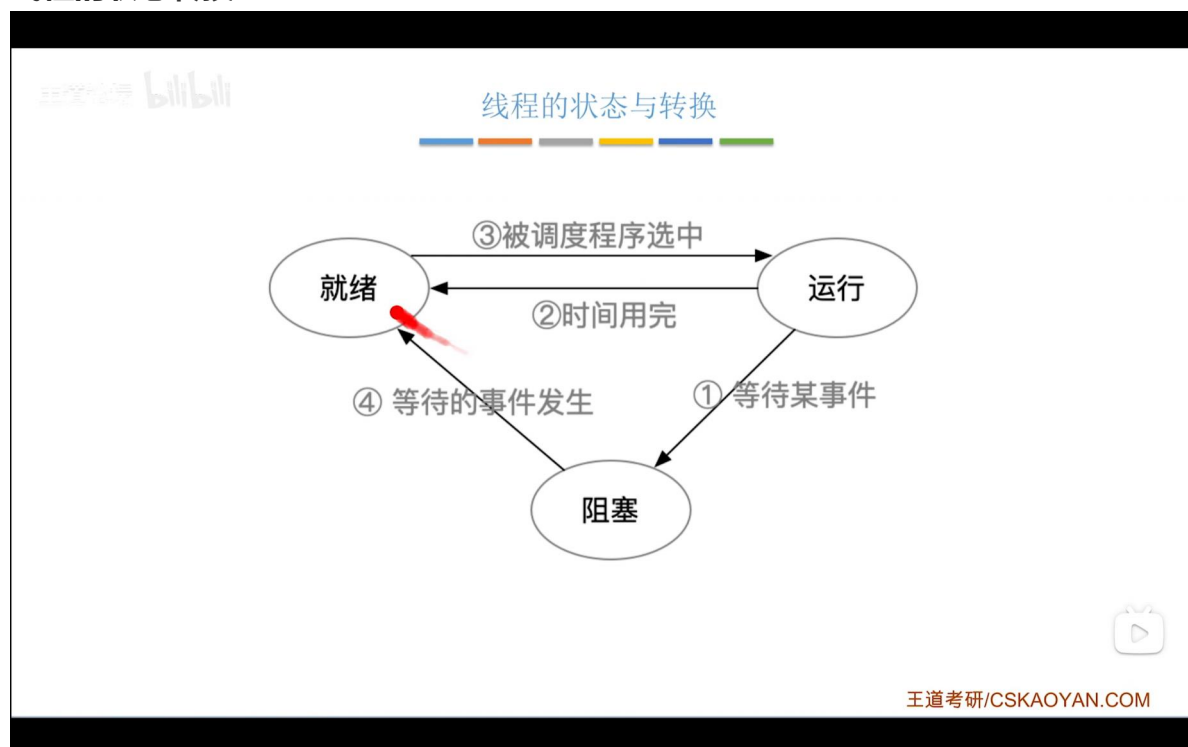 bilibili
线程的状态与转换
③被调度程序选中
就绪
运行
②时间用完
④ 等待的事件发生
① 等待某事件
阻塞
王道考研/CSKAOYAN.COM